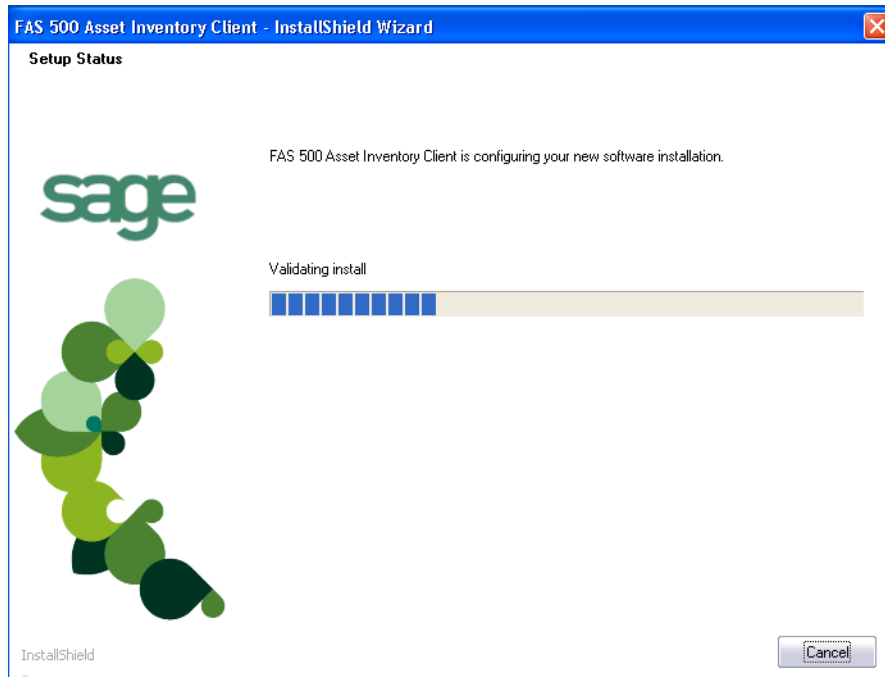 FAS 500 Asset Inventory Client - InstallShield Wizard
Setup Status
FAS 500 Asset Inventory Client is configuring your new software installation.
sage
Validating install
InstallShield
Cancel